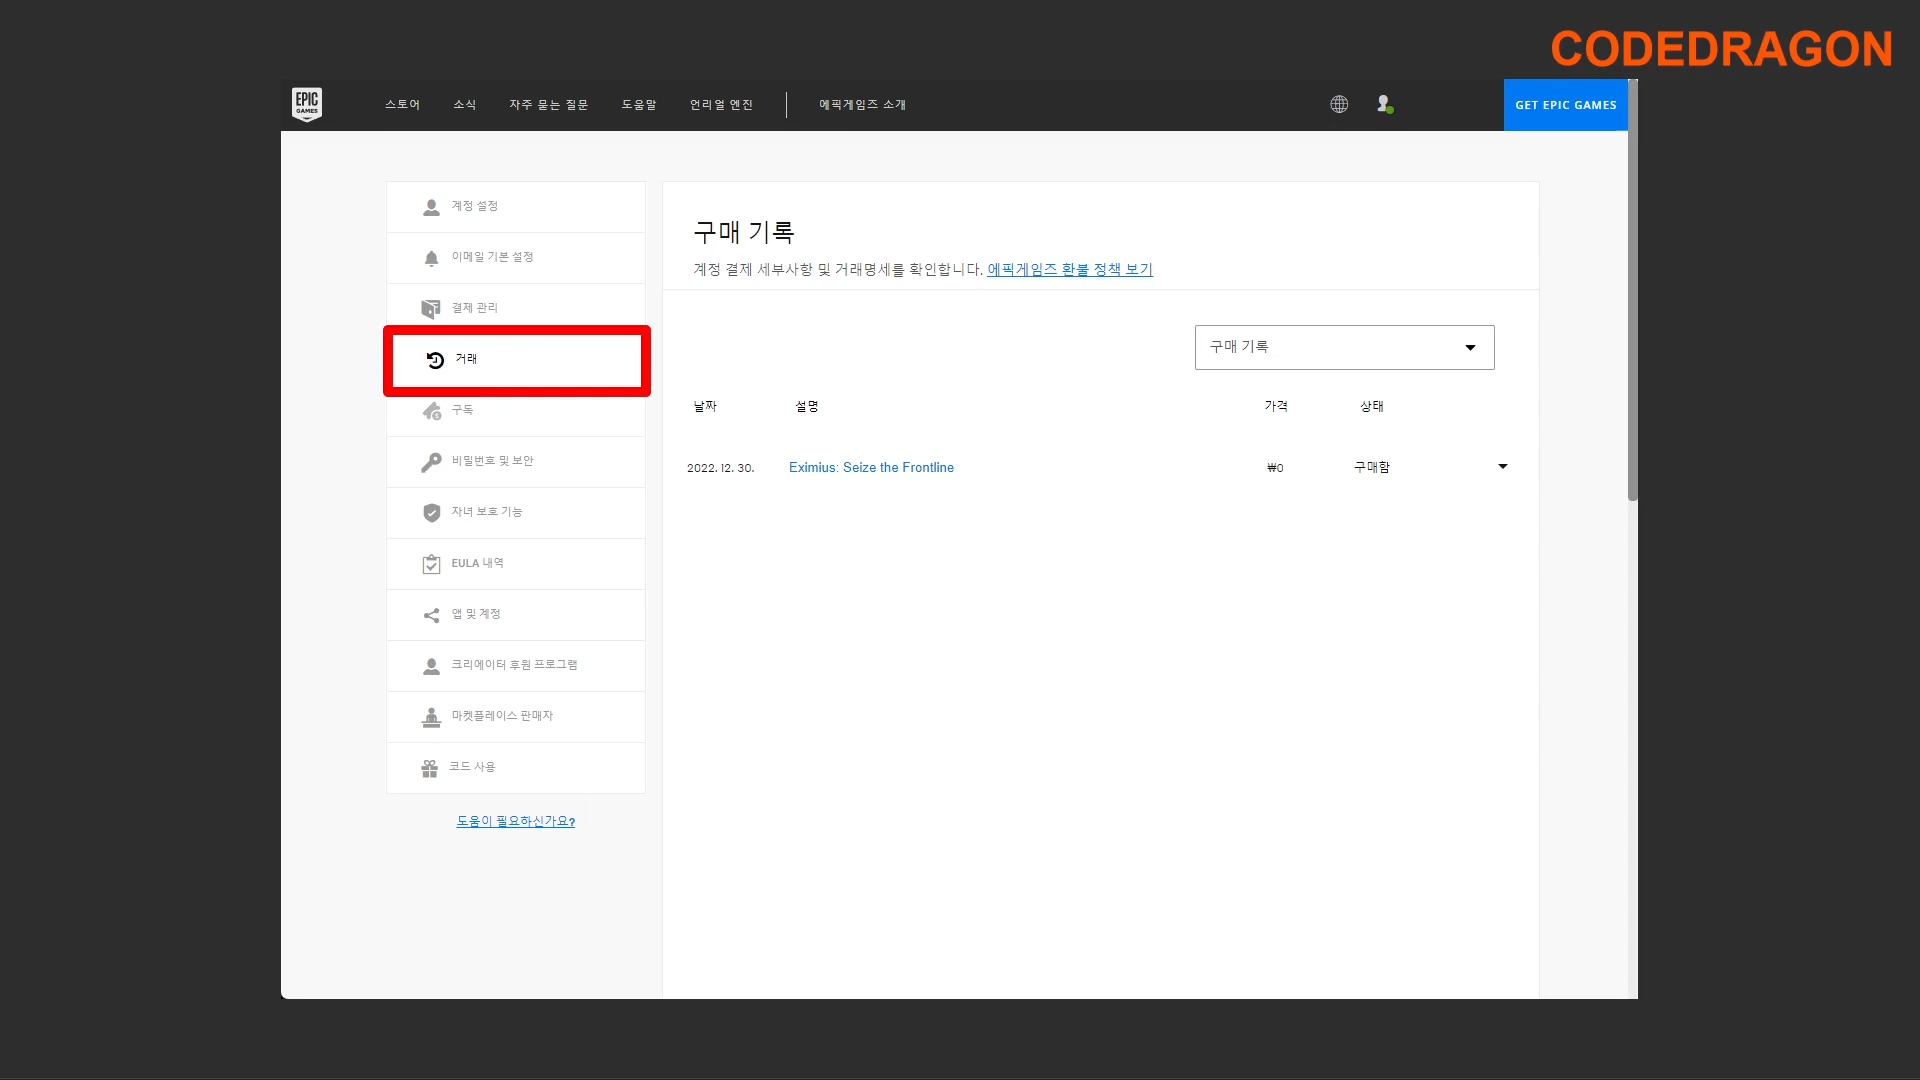 CODEDRAGON
EPIC GAMES 스토어 소식 자주 묻는 질문 도움말 언리얼 엔진 에픽게임즈 소개 GET EPIC GAMES
계정 설정
이메일 기본 설정
결제 관리
거래
구독
비밀번호 및 보안
자녀 보호 기능
EULA 내역
앱 및 계정
크리에이터 후원 프로그램
마켓플레이스 판매자
코드 사용
도움이 필요하신가요?
구매 기록
계정 결제 세부사항 및 거래명세를 확인합니다. 에픽게임즈 환불 정책 보기
구매 기록
날짜 설명 가격 상태
2022. 12. 30. Eximius: Seize the Frontline ₩0 구매함